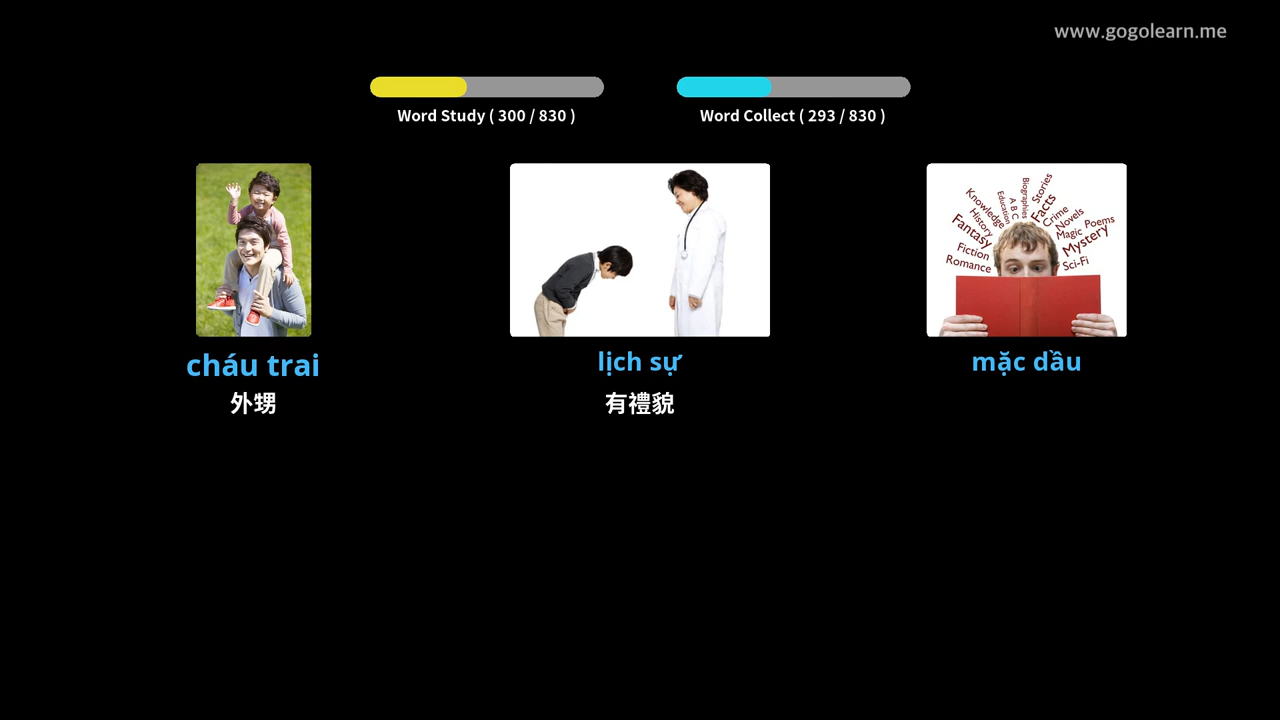 www.gogolearn.me
Word Study ( 300 / 830 )
Word Collect ( 293 / 830 )
Knowledge
History
Fantasy
Fiction
Romance
Education
A B C
Biographies
Stories
Facts
Crime
Novels
Magic
Poems
Mystery
Sci-Fi
cháu trai
lịch sự
mặc dầu
外甥
有禮貌